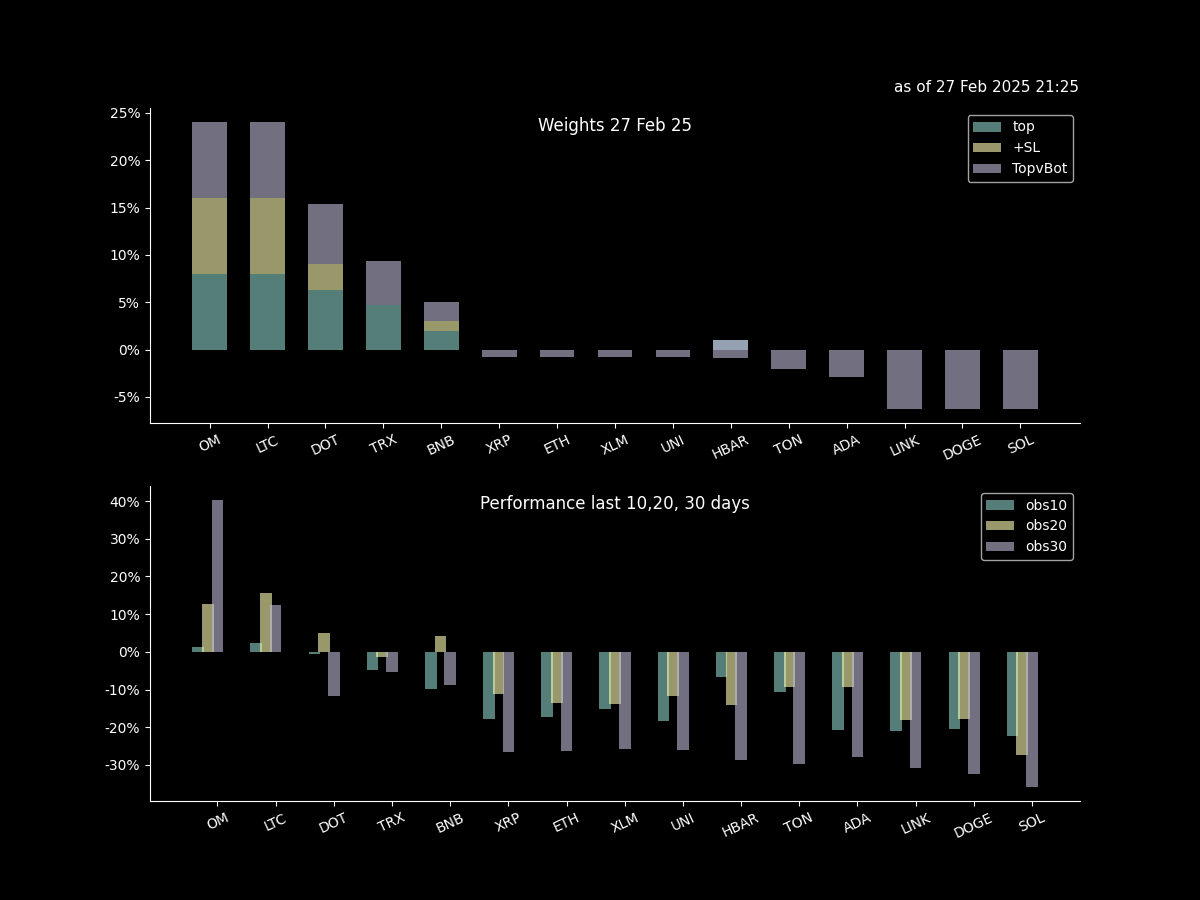 as of 27 Feb 2025 21:25
Weights 27 Feb 25
top
+SL
TopvBot
25%
20%
15%
10%
5%
0%
-5%
OM LTC DOT TRX BNB XRP ETH XLM UNI HBAR TON ADA LINK DOGE SOL
Performance last 10,20, 30 days
obs10
obs20
obs30
40%
30%
20%
10%
0%
-10%
-20%
-30%
OM LTC DOT TRX BNB XRP ETH XLM UNI HBAR TON ADA LINK DOGE SOL